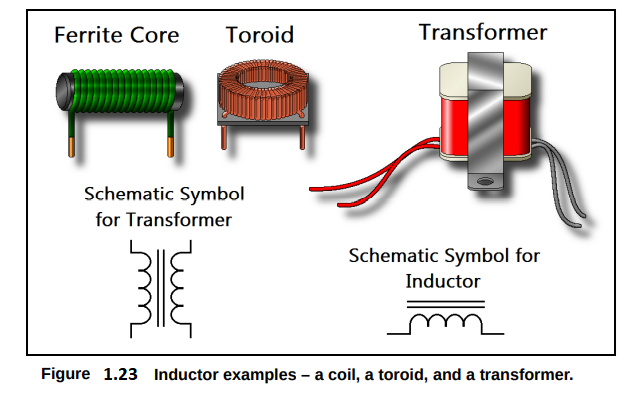 Ferrite Core
Toroid
Transformer
Schematic Symbol
for Transformer
Schematic Symbol for
Inductor
Figure 1.23 Inductor examples – a coil, a toroid, and a transformer.